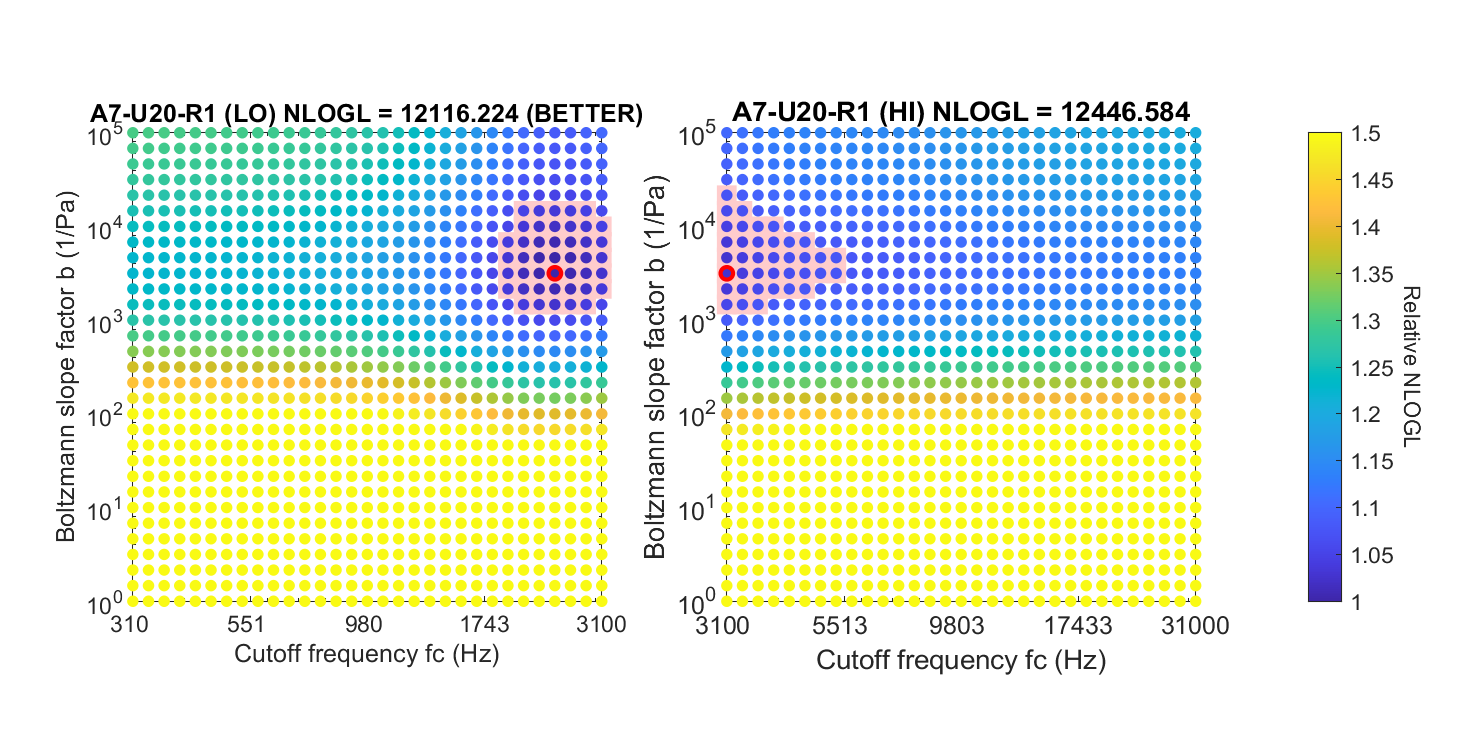 A7-U20-R1 (LO) NLOGL = 12116.224 (BETTER)
10^5
10^4
10^3
10^2
10^1
10^0
Boltzmann slope factor b (1/Pa)
310 551 980 1743 3100
Cutoff frequency fc (Hz)
A7-U20-R1 (HI) NLOGL = 12446.584
10^5
10^4
10^3
10^2
10^1
10^0
Boltzmann slope factor b (1/Pa)
3100 5513 9803 17433 31000
Cutoff frequency fc (Hz)
1.5
1.45
1.4
1.35
1.3
1.25
1.2
1.15
1.1
1.05
1
Relative NLOGL